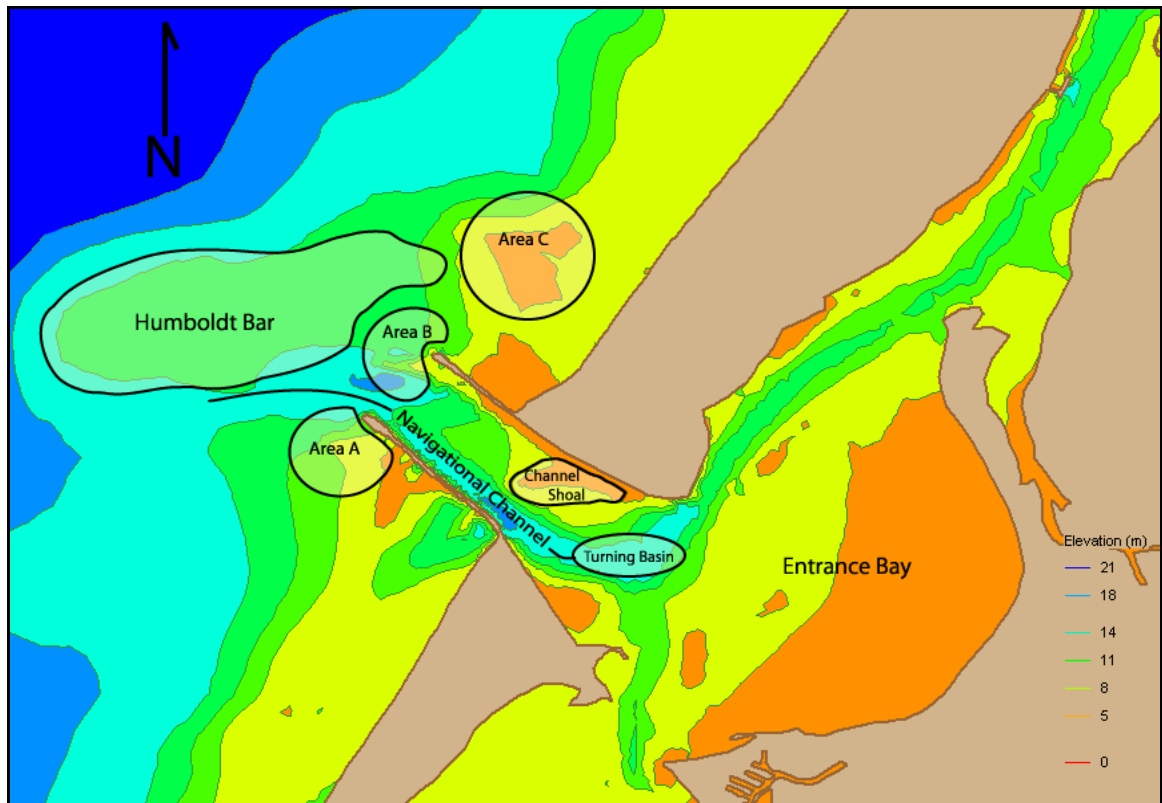 N
Area C
Humboldt Bar
Area B
Area A
Navigational Channel
Channel
Shoal
Turning Basin
Entrance Bay
Elevation (m)
21
18
14
11
8
5
0